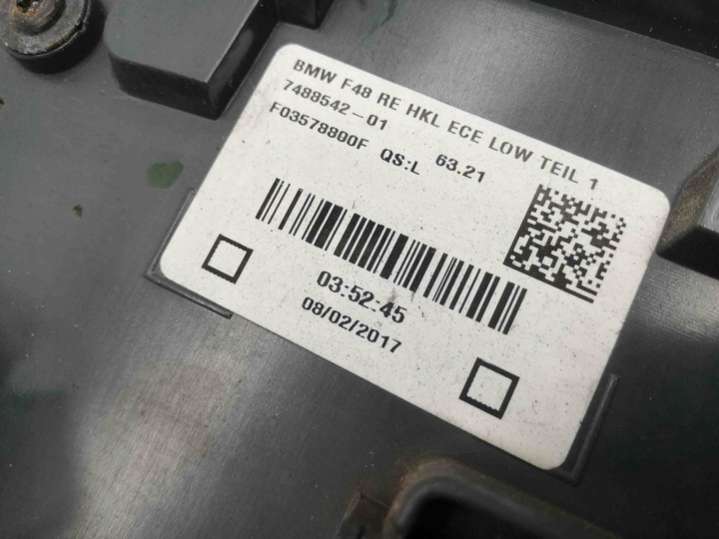 BMW F48 RE HKL ECE LOW TEIL 1
7488542-01
63.21
F03578800F QS:L
03:52:45
08/02/2017